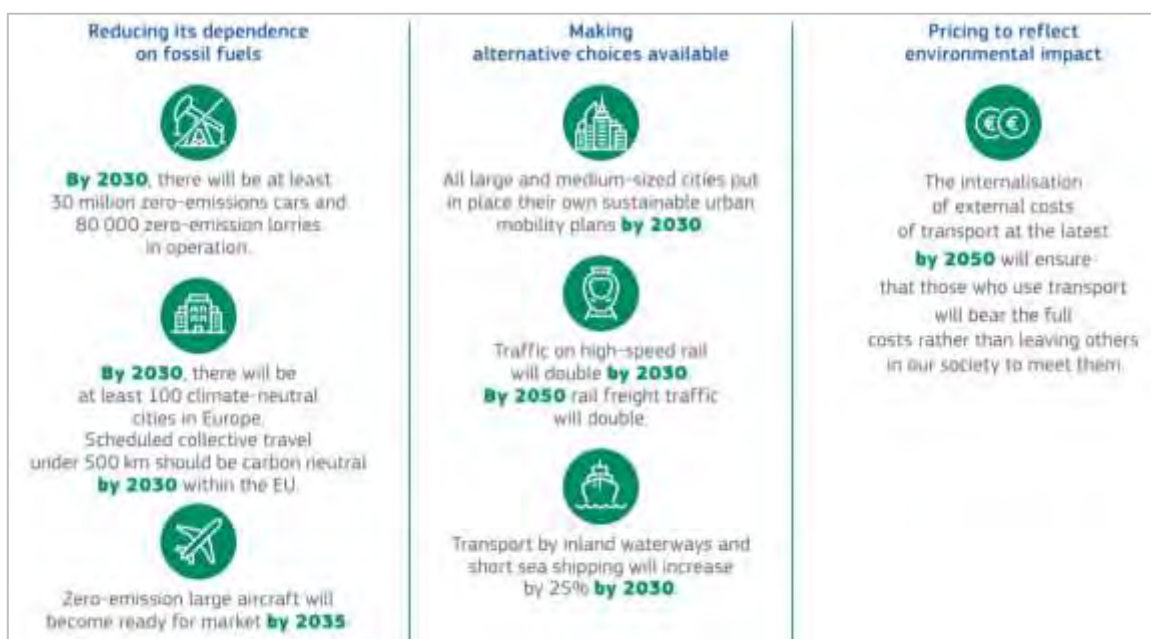 Reducing its dependence
on fossil fuels
By 2030, there will be at least
30 million zero-emissions cars and
80 000 zero-emission lorries
in operation.
By 2030, there will be
at least 100 climate-neutral
cities in Europe.
Scheduled collective travel
under 500 km should be carbon neutral
by 2030 within the EU.
Zero-emission large aircraft will
become ready for market by 2035
Making
alternative choices available
All large and medium-sized cities put
in place their own sustainable urban
mobility plans by 2030
Traffic on high-speed rail
will double by 2030.
By 2050 rail freight traffic
will double.
Transport by inland waterways and
short sea shipping will increase
by 25% by 2030.
Pricing to reflect
environmental impact
€ €
The internalisation
of external costs
of transport at the latest
by 2050 will ensure
that those who use transport
will bear the full
costs rather than leaving others
in our society to meet them.